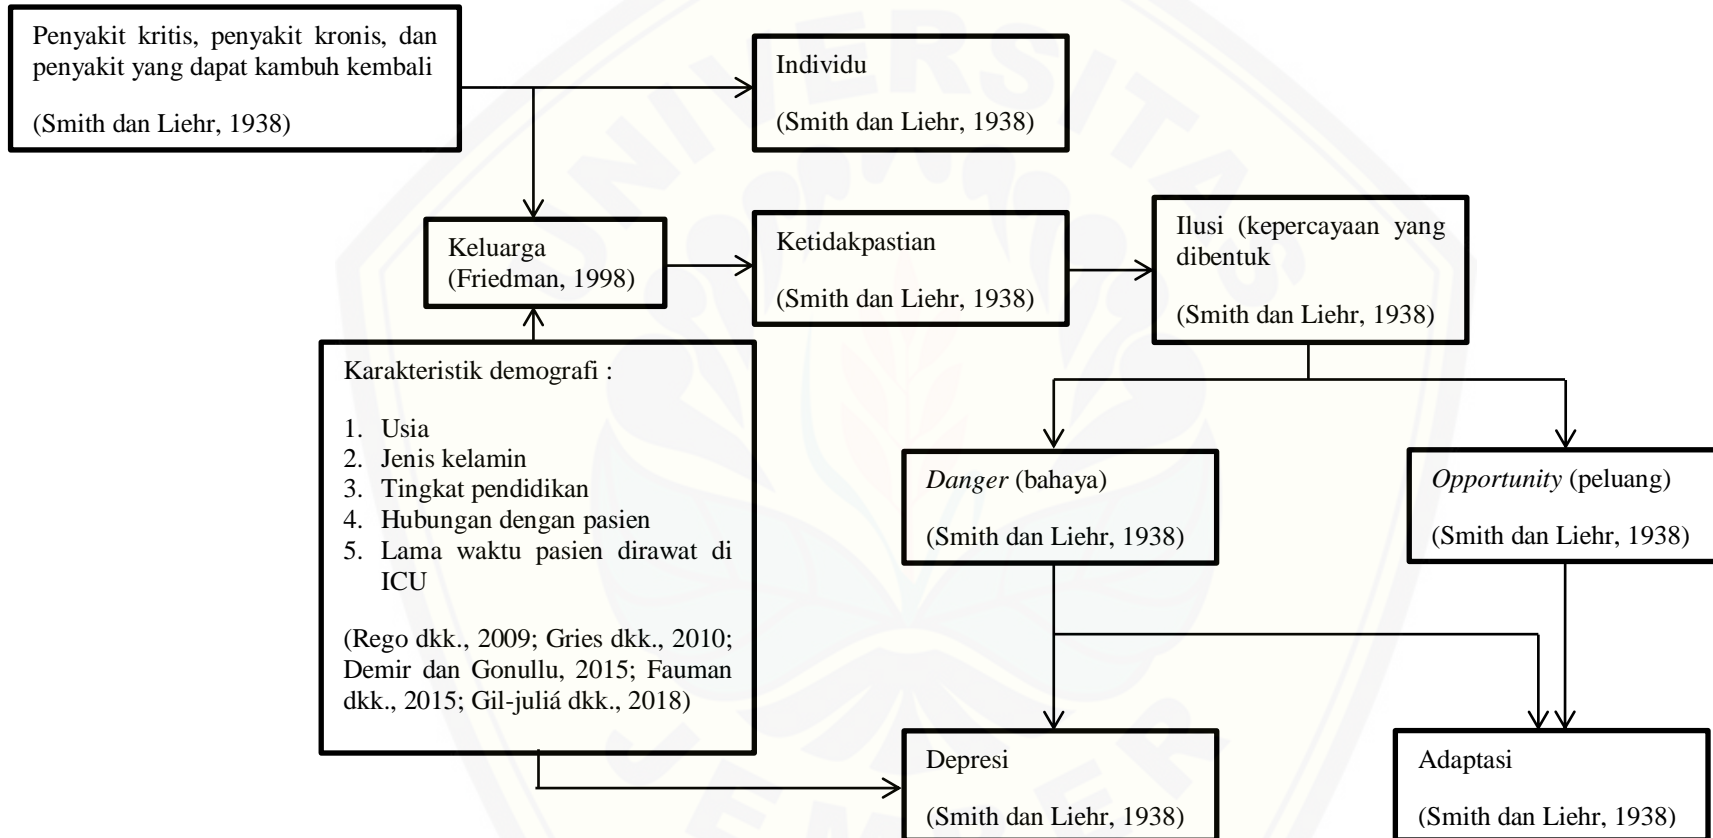 Penyakit kritis, penyakit kronis, dan
penyakit yang dapat kambuh kembali
(Smith dan Liehr, 1938)
Individu
(Smith dan Liehr, 1938)
Keluarga
(Friedman, 1998)
Ketidakpastian
(Smith dan Liehr, 1938)
Ilusi (kepercayaan yang
dibentuk
(Smith dan Liehr, 1938)
Karakteristik demografi :
1. Usia
2. Jenis kelamin
3. Tingkat pendidikan
4. Hubungan dengan pasien
5. Lama waktu pasien dirawat di
ICU
(Rego dkk., 2009; Gries dkk., 2010;
Demir dan Gonullu, 2015; Fauman
dkk., 2015; Gil-juliá dkk., 2018)
Danger (bahaya)
(Smith dan Liehr, 1938)
Opportunity (peluang)
(Smith dan Liehr, 1938)
Depresi
(Smith dan Liehr, 1938)
Adaptasi
(Smith dan Liehr, 1938)
UNIVERSITAS
JEMBER